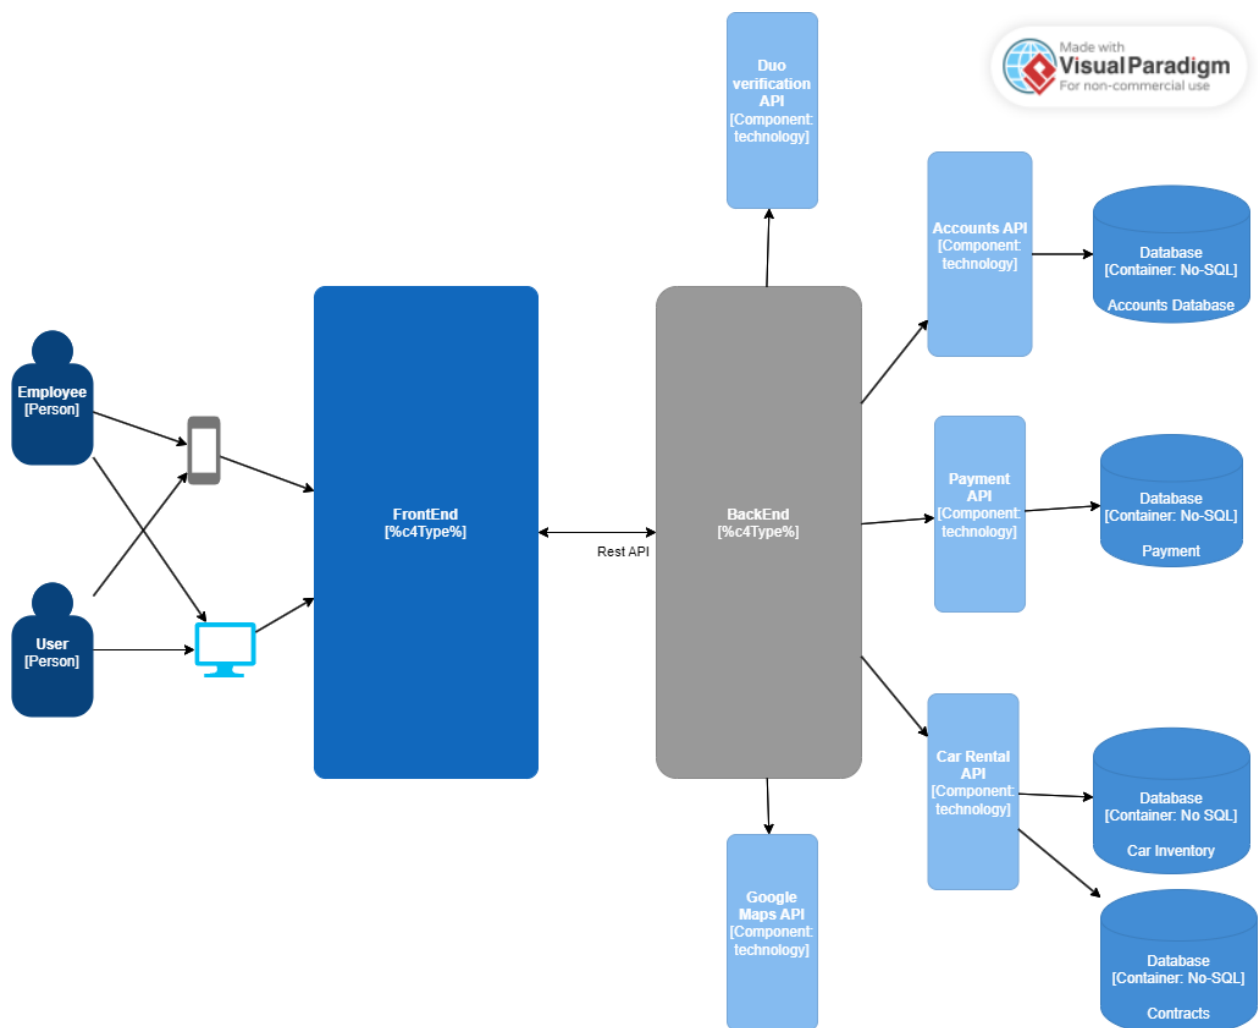 Made with
Visual Paradigm
For non-commercial use
Duo
verification
API
[Component:
technology]
Accounts API
[Component:
technology]
Database
[Container: No-SQL]
Accounts Database
Employee
[Person]
User
[Person]
FrontEnd
[%c4Type%]
Rest API
BackEnd
[%c4Type%]
Payment
API
[Component:
technology]
Database
[Container: No-SQL]
Payment
Car Rental
API
[Component:
technology]
Database
[Container: No SQL]
Car Inventory
Google
Maps API
[Component:
technology]
Database
[Container: No-SQL]
Contracts